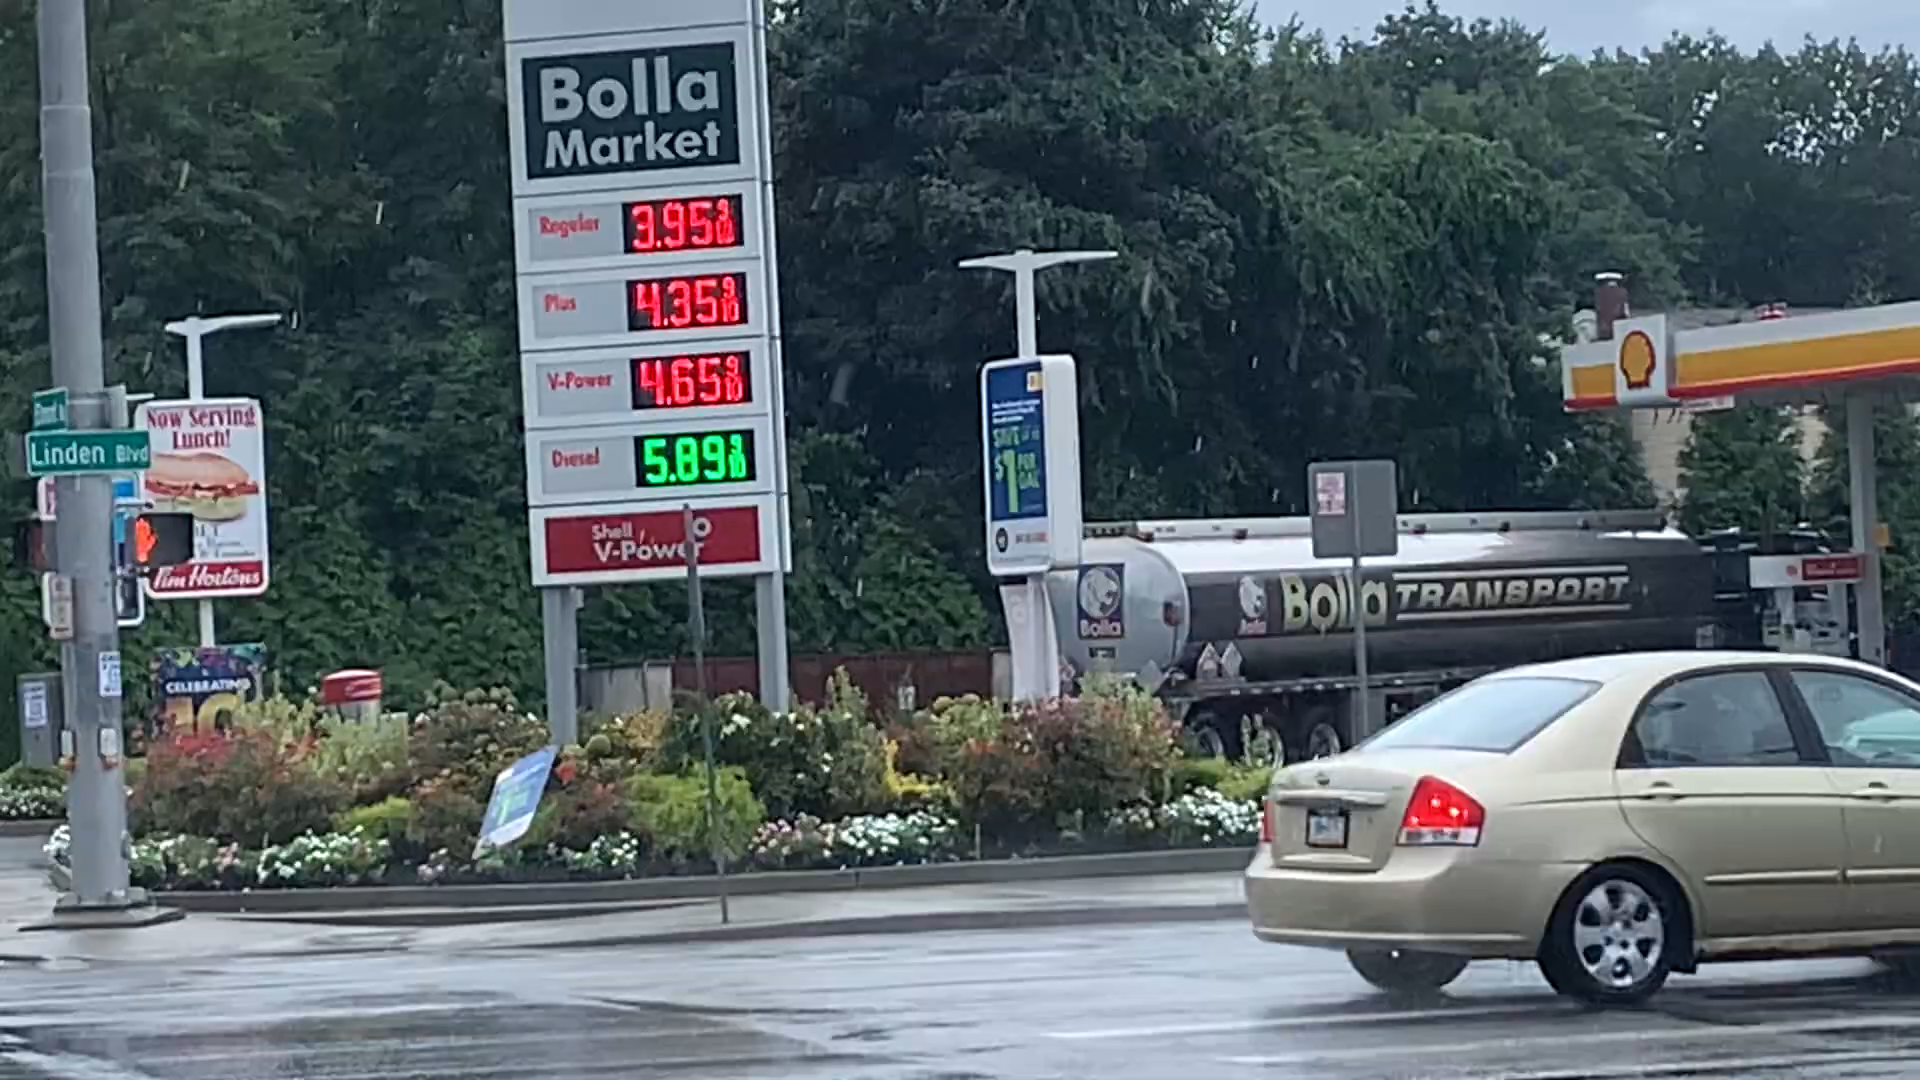 Bolla
Market
Regular 3.95 9/10
Plus 4.35 9/10
V-Power 4.65 9/10
Diesel 5.89 9/10
Shell
V-Power
Linden Blvd
Now Serving
Lunch!
Tim Hortons
CELEBRATING
SAVE
$1 PER
GAL
Bolla
Bolla TRANSPORT